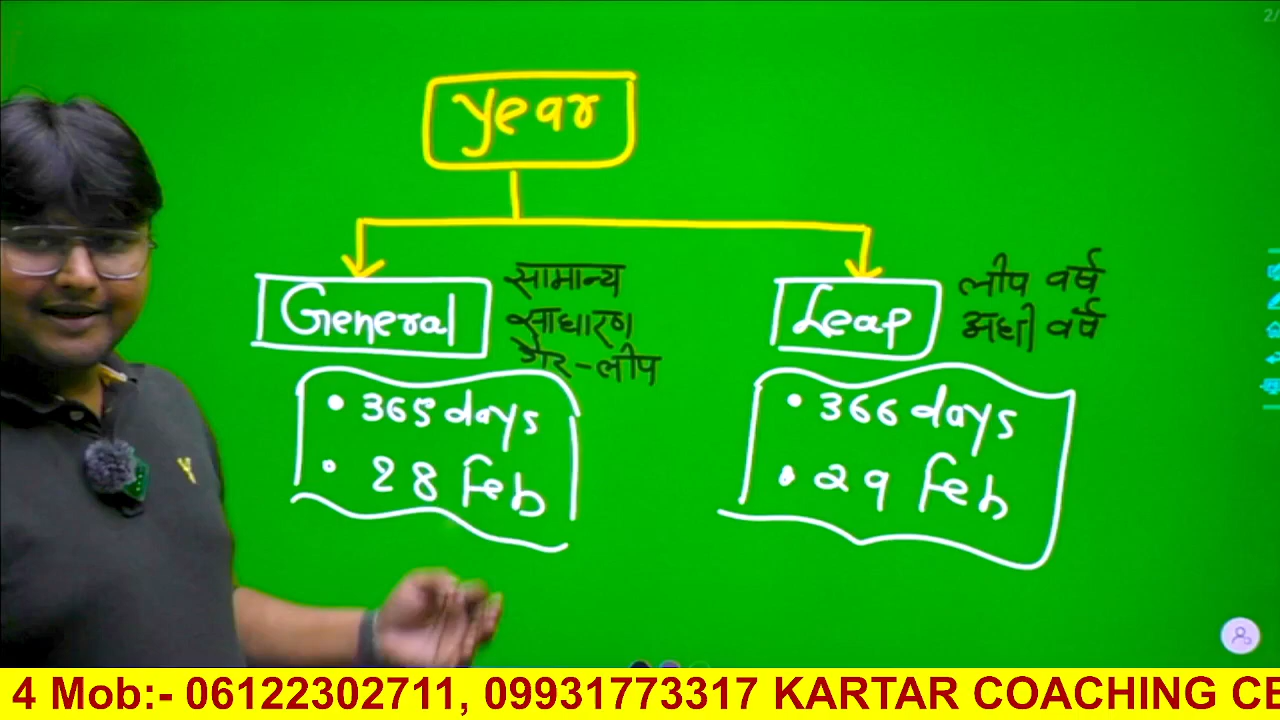 year
General
सामान्य
साधारण
गैर-लीप
• 365 days
• 28 Feb
Leap
लीप वर्ष
अधी वर्ष
• 366 days
• 29 Feb
4 Mob:- 06122302711, 09931773317 KARTAR COACHING CE